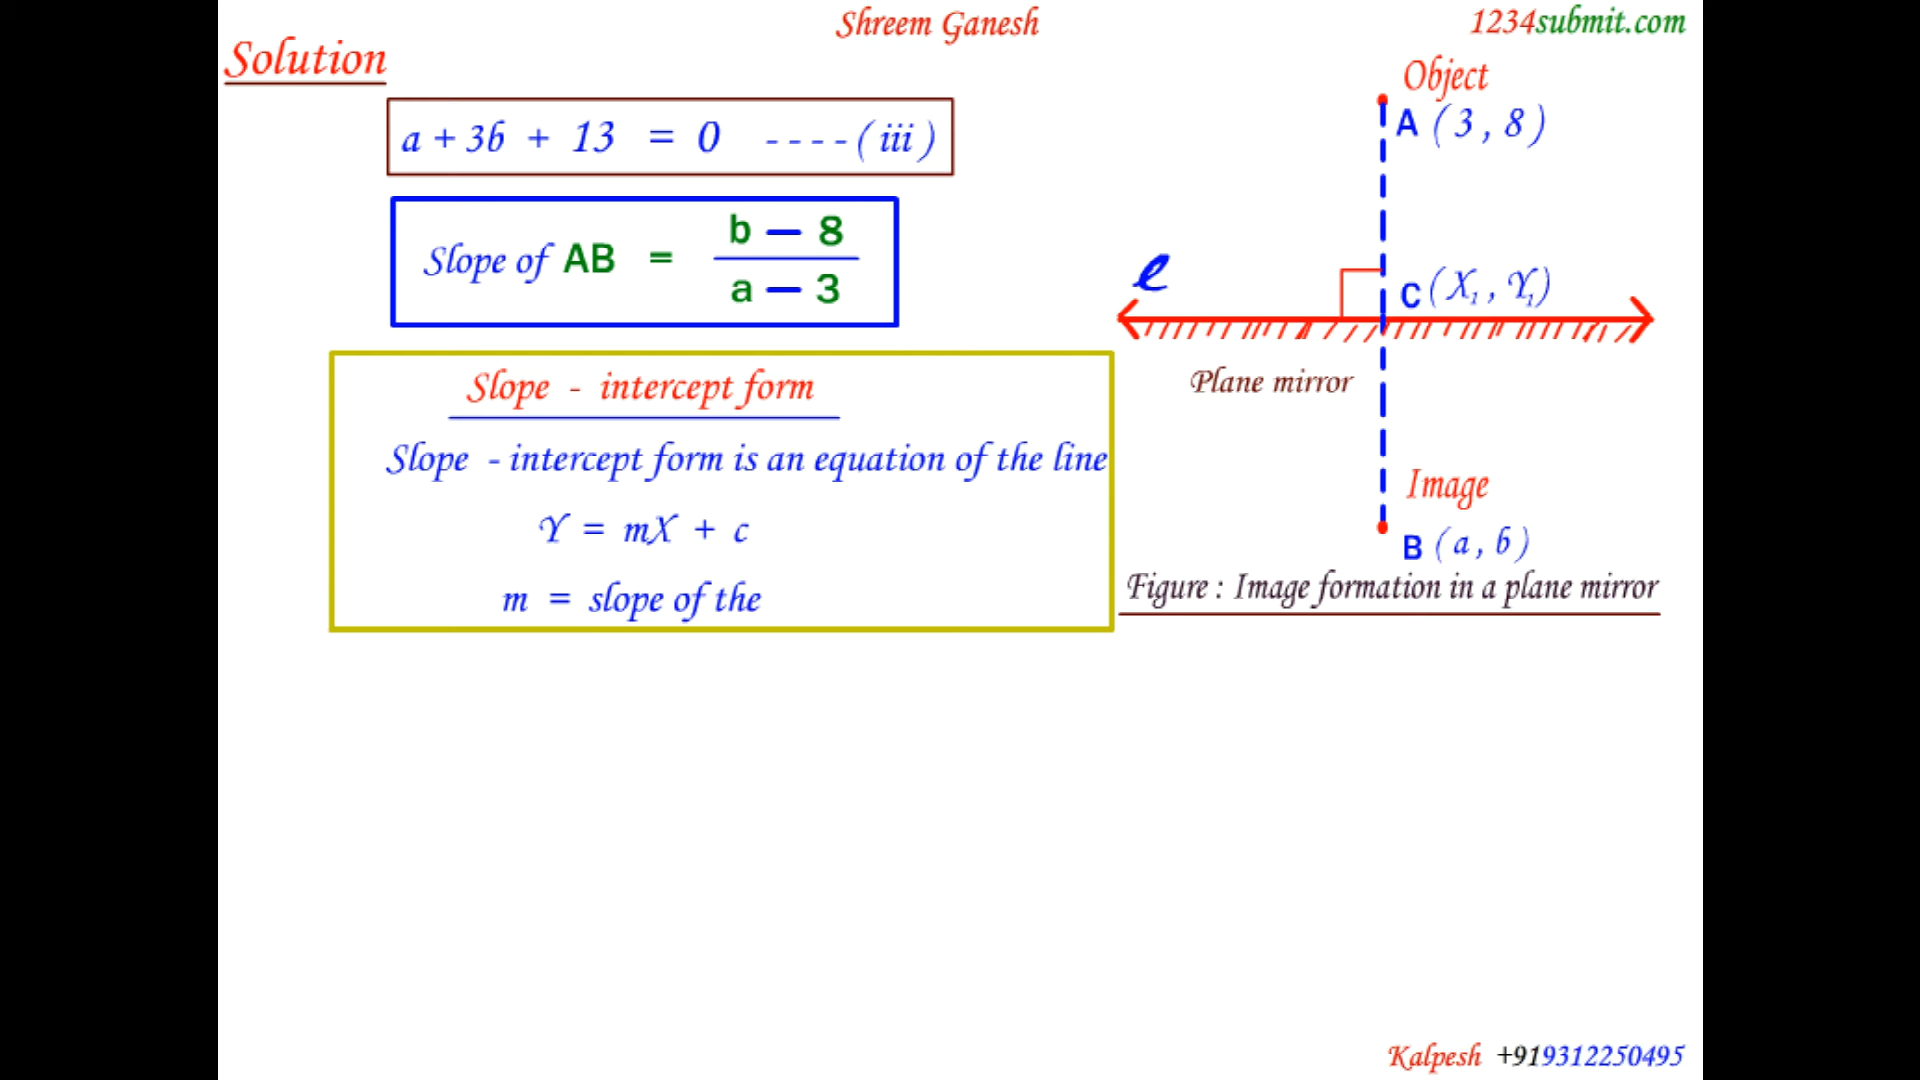 Shreem Ganesh
1234submit.com
Solution
a + 3b + 13 = 0 ----( iii )
Slope of AB = b — 8
a — 3
Slope - intercept form
Slope - intercept form is an equation of the line
Y = mX + c
m = slope of the
Object
A ( 3 , 8 )
ℓ
C ( X₁ , Y₁)
Plane mirror
Image
B ( a , b )
Figure : Image formation in a plane mirror
Kalpesh +919312250495